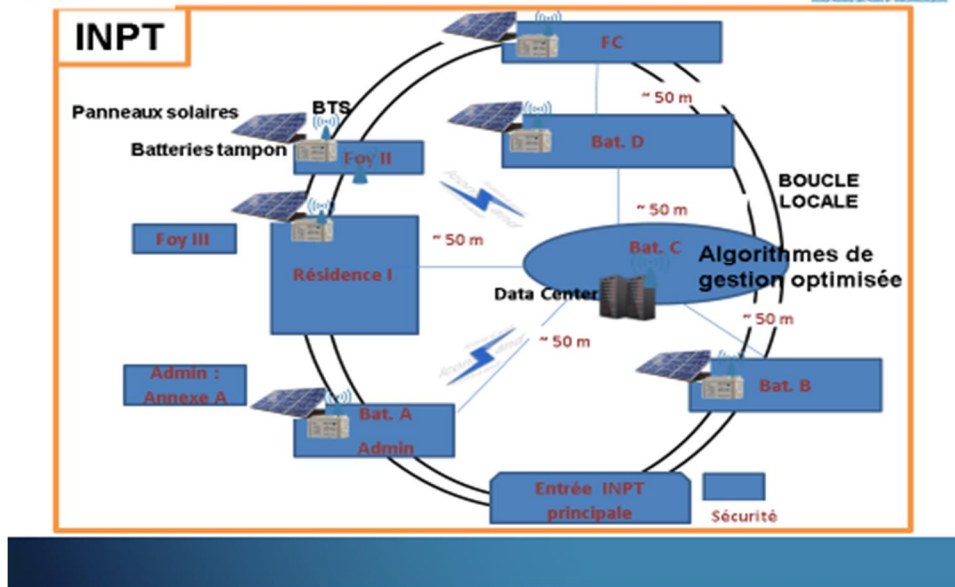 INPT
FC
~ 50 m
Panneaux solaires
BTS
Batteries tampon
Foy II
Bat. D
BOUCLE
LOCALE
~ 50 m
Foy III
~ 50 m
Bat. C
Algorithmes de
gestion optimisée
Résidence I
Data Center
~ 50 m
~ 50 m
Admin :
Annexe A
Bat. B
Bat. A
Admin
Entrée INPT
principale
Sécurité